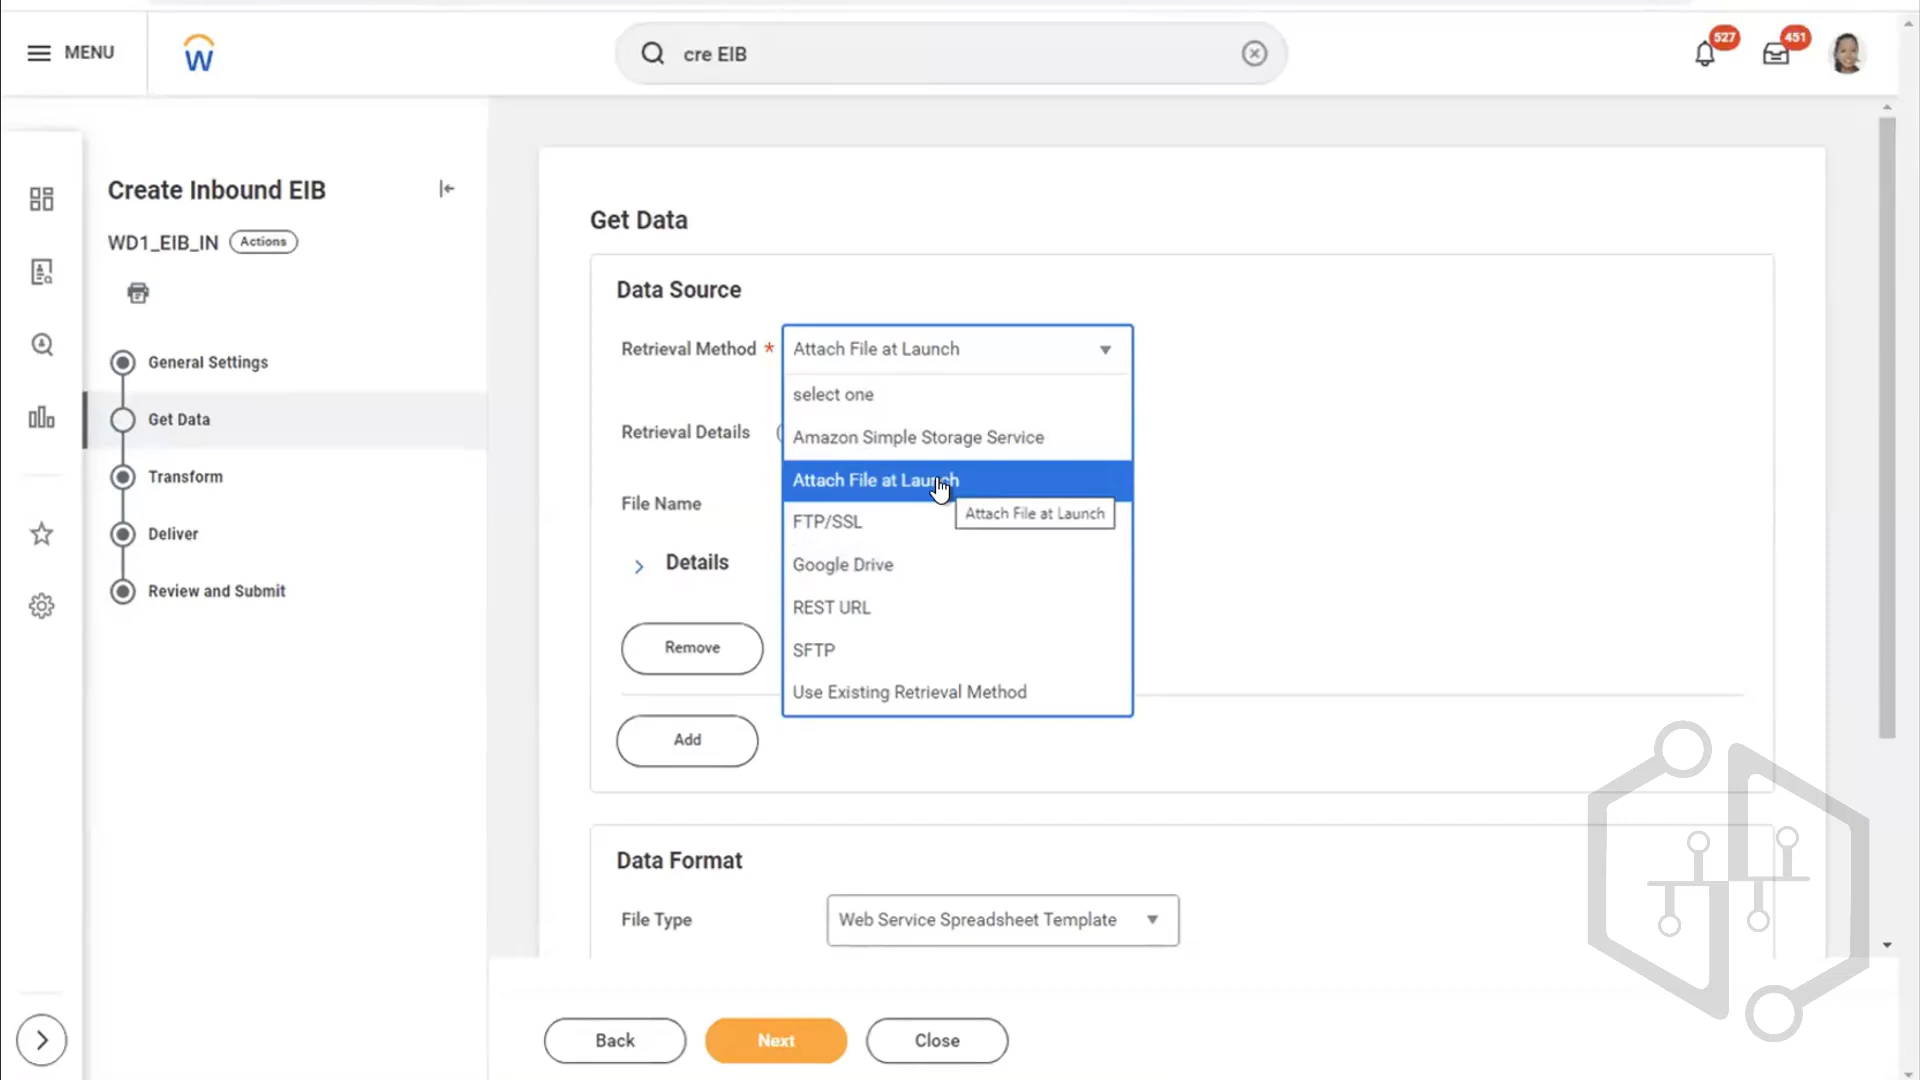 MENU
cre EIB
527
451
Create Inbound EIB
WD1_EIB_IN Actions
General Settings
Get Data
Transform
Deliver
Review and Submit
Get Data
Data Source
Retrieval Method * Attach File at Launch
select one
Amazon Simple Storage Service
Attach File at Launch
Attach File at Launch
FTP/SSL
Google Drive
REST URL
SFTP
Use Existing Retrieval Method
Retrieval Details
File Name
Details
Remove
Add
Data Format
File Type Web Service Spreadsheet Template
Back Next Close